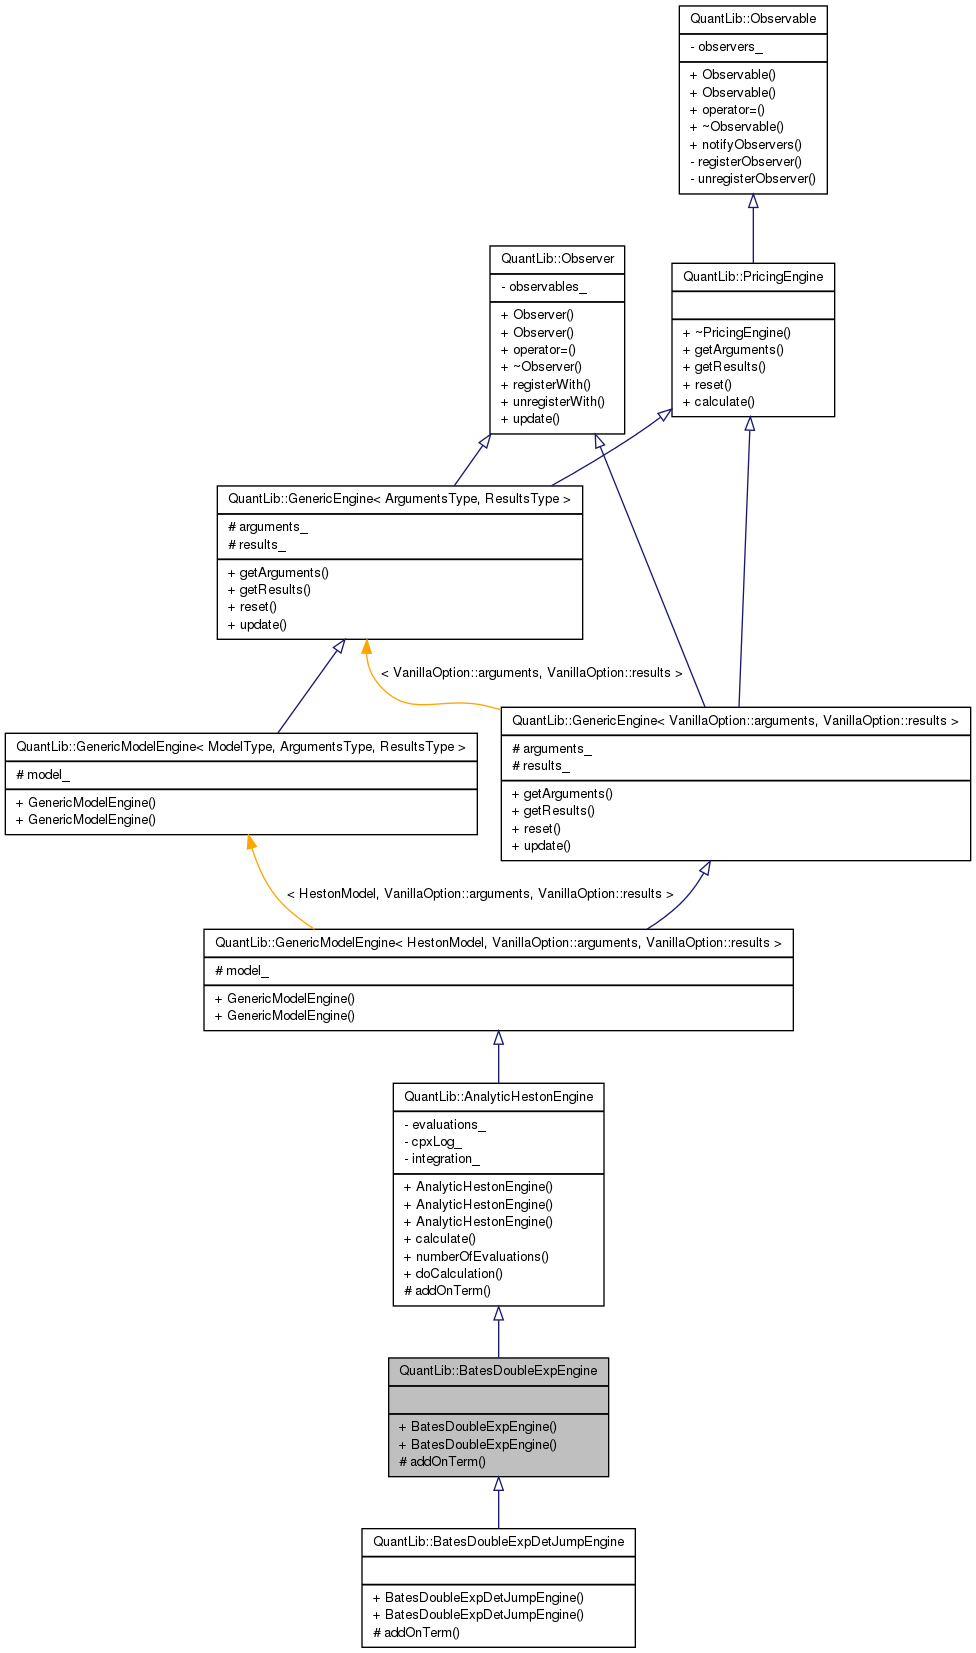 QuantLib::Observable
- observers_
+ Observable()
+ Observable()
+ operator=()
+ ~Observable()
+ notifyObservers()
- registerObserver()
- unregisterObserver()
QuantLib::Observer
- observables_
+ Observer()
+ Observer()
+ operator=()
+ ~Observer()
+ registerWith()
+ unregisterWith()
+ update()
QuantLib::PricingEngine
+ ~PricingEngine()
+ getArguments()
+ getResults()
+ reset()
+ calculate()
QuantLib::GenericEngine< ArgumentsType, ResultsType >
# arguments_
# results_
+ getArguments()
+ getResults()
+ reset()
+ update()
< VanillaOption::arguments, VanillaOption::results >
QuantLib::GenericEngine< VanillaOption::arguments, VanillaOption::results >
# arguments_
# results_
+ getArguments()
+ getResults()
+ reset()
+ update()
QuantLib::GenericModelEngine< ModelType, ArgumentsType, ResultsType >
# model_
+ GenericModelEngine()
+ GenericModelEngine()
< HestonModel, VanillaOption::arguments, VanillaOption::results >
QuantLib::GenericModelEngine< HestonModel, VanillaOption::arguments, VanillaOption::results >
# model_
+ GenericModelEngine()
+ GenericModelEngine()
QuantLib::AnalyticHestonEngine
- evaluations_
- cpxLog_
- integration_
+ AnalyticHestonEngine()
+ AnalyticHestonEngine()
+ AnalyticHestonEngine()
+ calculate()
+ numberOfEvaluations()
+ doCalculation()
# addOnTerm()
QuantLib::BatesDoubleExpEngine
+ BatesDoubleExpEngine()
+ BatesDoubleExpEngine()
# addOnTerm()
QuantLib::BatesDoubleExpDetJumpEngine
+ BatesDoubleExpDetJumpEngine()
+ BatesDoubleExpDetJumpEngine()
# addOnTerm()